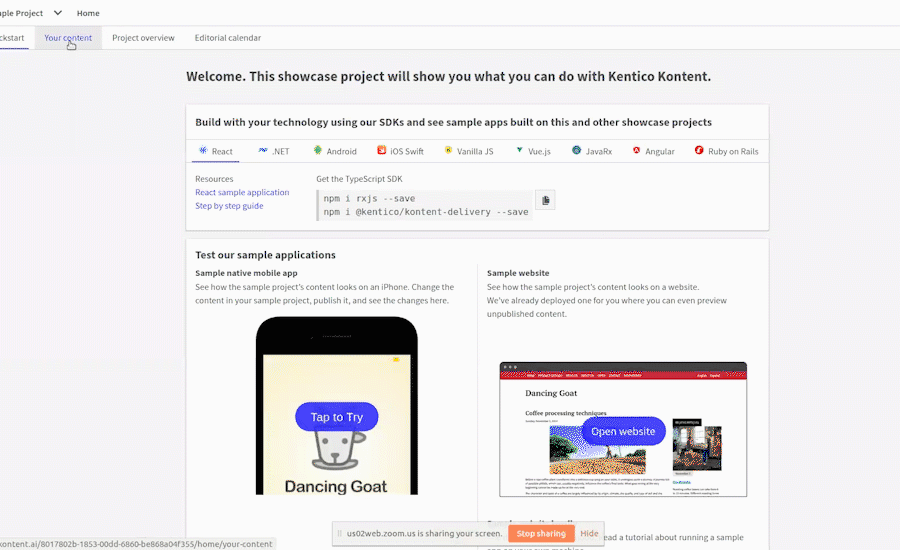 ple Project Home
ckstart Your content Project overview Editorial calendar
Welcome. This showcase project will show you what you can do with Kentico Kontent.
Build with your technology using our SDKs and see sample apps built on this and other showcase projects
React .NET Android iOS Swift Vanilla JS Vue.js JavaRx Angular Ruby on Rails
Resources
React sample application
Step by step guide
Get the TypeScript SDK
npm i rxjs --save
npm i @kentico/kontent-delivery --save
Test our sample applications
Sample native mobile app
See how the sample project's content looks on an iPhone. Change the
content in your sample project, publish it, and see the changes here.
Tap to Try
Dancing Goat
Sample website
See how the sample project's content looks on a website.
We've already deployed one for you where you can even preview
unpublished content.
Dancing Goat
Coffee processing techniques
Open website
ead a tutorial about running a sample
us02web.zoom.us is sharing your screen. Stop sharing Hide
kontent.ai/8017802b-1853-00dd-6860-be868a04f355/home/your-content